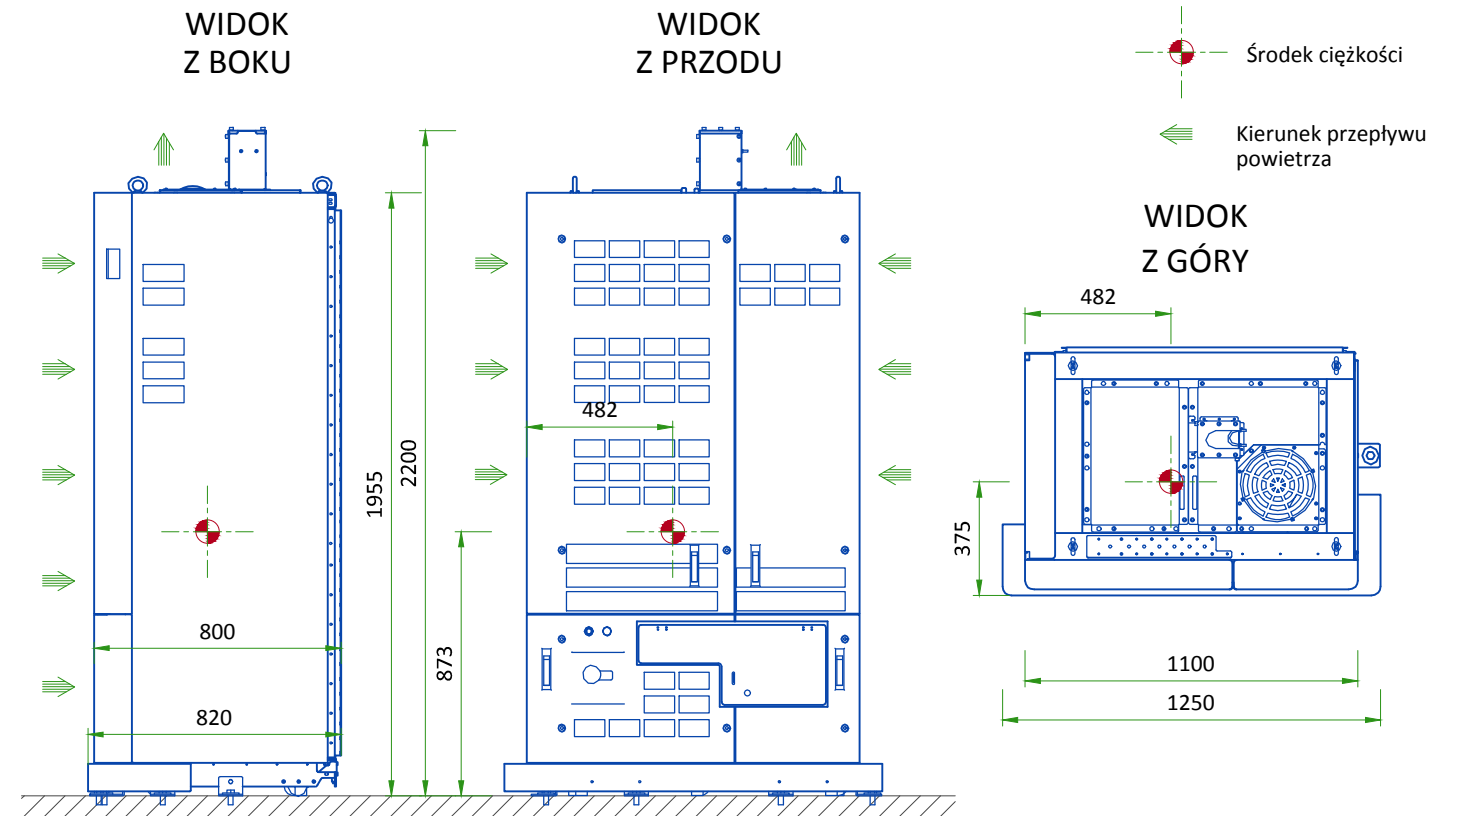 WIDOK
Z BOKU
WIDOK
Z PRZODU
Środek ciężkości
Kierunek przepływu
powietrza
WIDOK
Z GÓRY
482
482
2200
1955
375
873
800
820
1100
1250